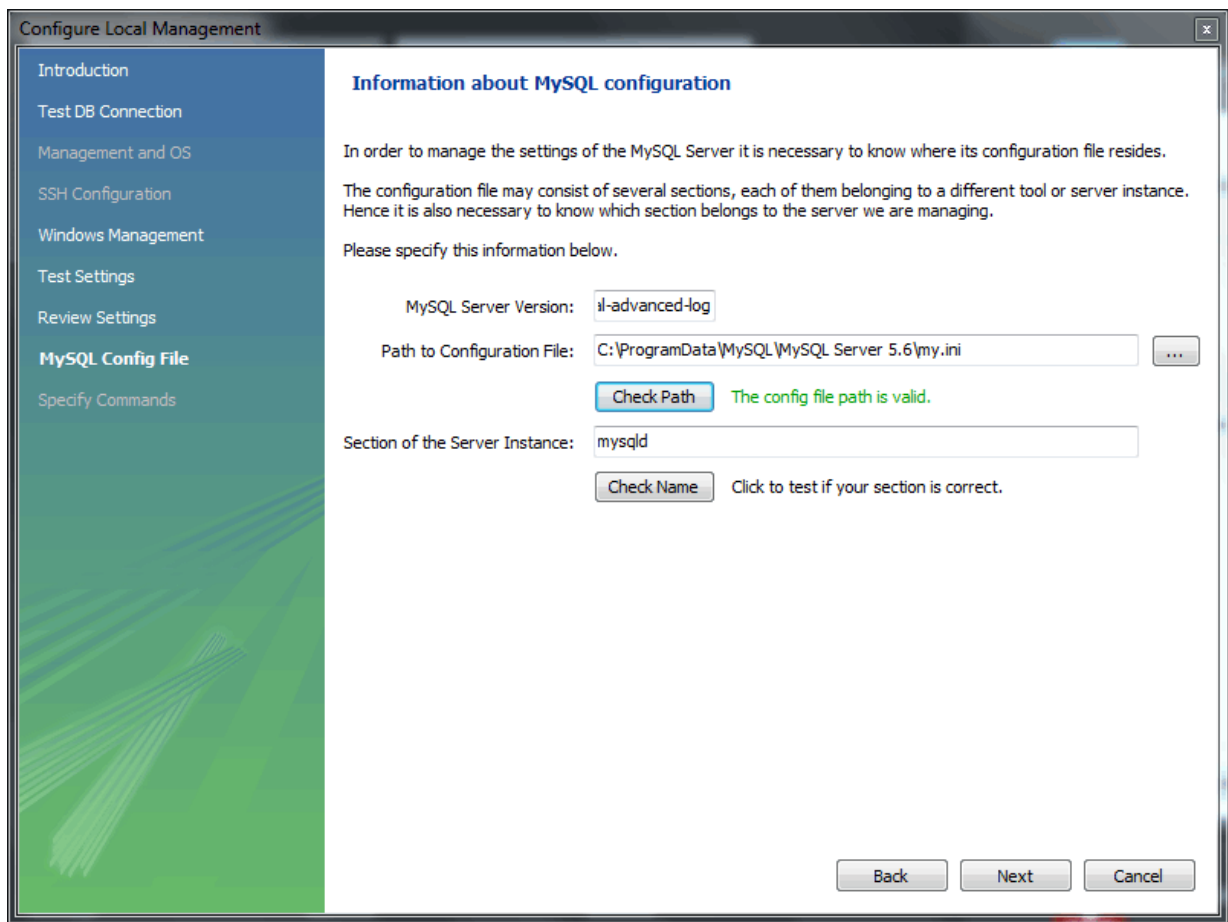 Configure Local Management
x
Introduction
Test DB Connection
Management and OS
SSH Configuration
Windows Management
Test Settings
Review Settings
MySQL Config File
Specify Commands
Information about MySQL configuration
In order to manage the settings of the MySQL Server it is necessary to know where its configuration file resides.
The configuration file may consist of several sections, each of them belonging to a different tool or server instance.
Hence it is also necessary to know which section belongs to the server we are managing.
Please specify this information below.
MySQL Server Version: al-advanced-log
Path to Configuration File: C:\ProgramData\MySQL\MySQL Server 5.6\my.ini ...
Check Path The config file path is valid.
Section of the Server Instance: mysqld
Check Name Click to test if your section is correct.
Back Next Cancel